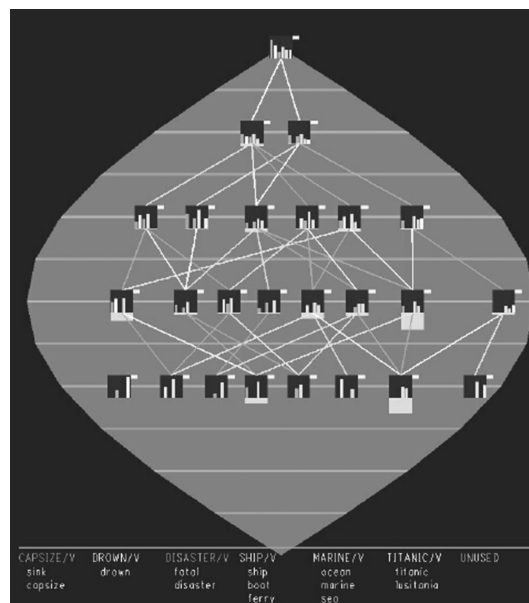 CAPSIZE/V DROWN/V DISASTER/V SHIP/V MARINE/V TITANIC/V UNUSED
sink drown fatal ship ocean titanic
capsize disaster boat marine lusitania
ferry sea